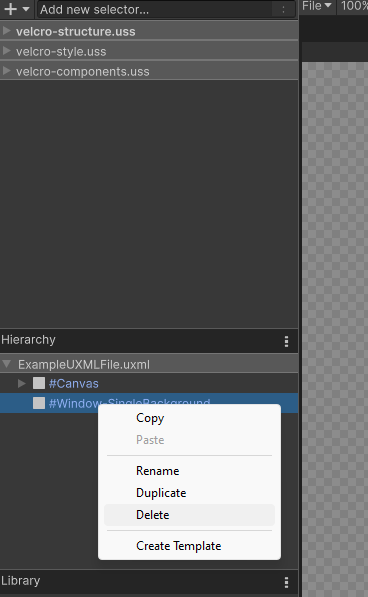 Add new selector...
File
100%
velcro-structure.uss
velcro-style.uss
velcro-components.uss
Hierarchy
ExampleUXMLFile.uxml
#Canvas
#Window-SingleBackground
Copy
Paste
Rename
Duplicate
Delete
Create Template
Library